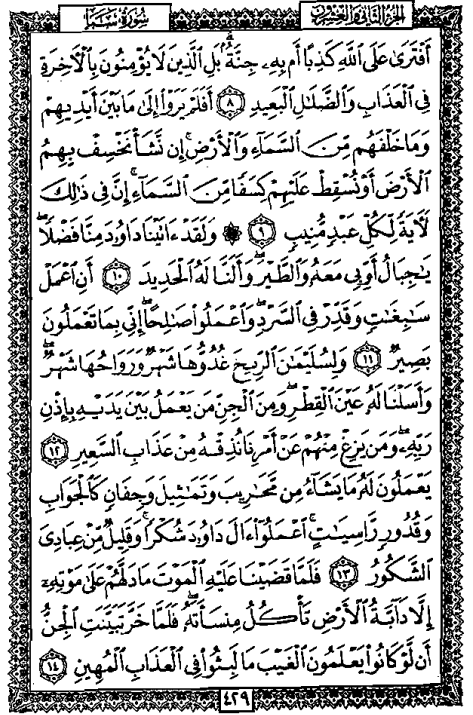 الجزء الثاني والعشرون
سورة سبإ
أَفْتَرَىٰ عَلَى ٱللَّهِ كَذِبًا أَم بِهِۦ جِنَّةُۢ ۗ بَلِ ٱلَّذِينَ لَا يُؤْمِنُونَ بِٱلْءَاخِرَةِ
فِى ٱلْعَذَابِ وَٱلضَّلَـٰلِ ٱلْبَعِيدِ ٨ أَفَلَمْ يَرَوْا۟ إِلَىٰ مَا بَيْنَ أَيْدِيهِمْ
وَمَا خَلْفَهُم مِّنَ ٱلسَّمَآءِ وَٱلْأَرْضِ ۚ إِن نَّشَأْ نَخْسِفْ بِهِمُ
ٱلْأَرْضَ أَوْ نُسْقِطْ عَلَيْهِمْ كِسَفًا مِّنَ ٱلسَّمَآءِ ۚ إِنَّ فِى ذَٰلِكَ
لَـَٔايَةً لِّكُلِّ عَبْدٍ مُّنِيبٍ ٩ ۞ وَلَقَدْ ءَاتَيْنَا دَاوُۥدَ مِنَّا فَضْلًا ۖ
يَـٰجِبَالُ أَوِّبِى مَعَهُۥ وَٱلطَّيْرَ ۖ وَأَلَنَّا لَهُ ٱلْحَدِيدَ ١٠ أَنِ ٱعْمَلْ
سَـٰبِغَـٰتٍ وَقَدِّرْ فِى ٱلسَّرْدِ ۖ وَٱعْمَلُوا۟ صَـٰلِحًا ۖ إِنِّى بِمَا تَعْمَلُونَ
بَصِيرٌ ١١ وَلِسُلَيْمَـٰنَ ٱلرِّيحَ غُدُوُّهَا شَهْرٌ وَرَوَاحُهَا شَهْرٌ ۖ
وَأَسَلْنَا لَهُۥ عَيْنَ ٱلْقِطْرِ ۖ وَمِنَ ٱلْجِنِّ مَن يَعْمَلُ بَيْنَ يَدَيْهِ بِإِذْنِ
رَبِّهِۦ ۖ وَمَن يَزِغْ مِنْهُمْ عَنْ أَمْرِنَا نُذِقْهُ مِنْ عَذَابِ ٱلسَّعِيرِ ١٢
يَعْمَلُونَ لَهُۥ مَا يَشَآءُ مِن مَّحَـٰرِيبَ وَتَمَـٰثِيلَ وَجِفَانٍ كَٱلْجَوَابِ
وَقُدُورٍ رَّاسِيَـٰتٍ ۚ ٱعْمَلُوٓا۟ ءَالَ دَاوُۥدَ شُكْرًا ۚ وَقَلِيلٌ مِّنْ عِبَادِىَ
ٱلشَّكُورُ ١٣ فَلَمَّا قَضَيْنَا عَلَيْهِ ٱلْمَوْتَ مَا دَلَّهُمْ عَلَىٰ مَوْتِهِۦٓ
إِلَّا دَآبَّةُ ٱلْأَرْضِ تَأْكُلُ مِنسَأَتَهُۥ ۖ فَلَمَّا خَرَّ تَبَيَّنَتِ ٱلْجِنُّ
أَن لَّوْ كَانُوا۟ يَعْلَمُونَ ٱلْغَيْبَ مَا لَبِثُوا۟ فِى ٱلْعَذَابِ ٱلْمُهِينِ ١٤
٤٢٩